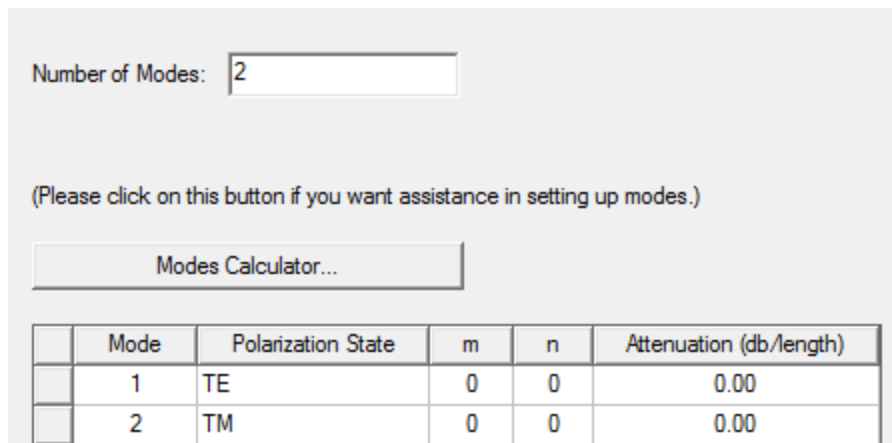 Number of Modes: 2
(Please click on this button if you want assistance in setting up modes.)
Modes Calculator...
Mode Polarization State m n Attenuation (db/length)
1 TE 0 0 0.00
2 TM 0 0 0.00